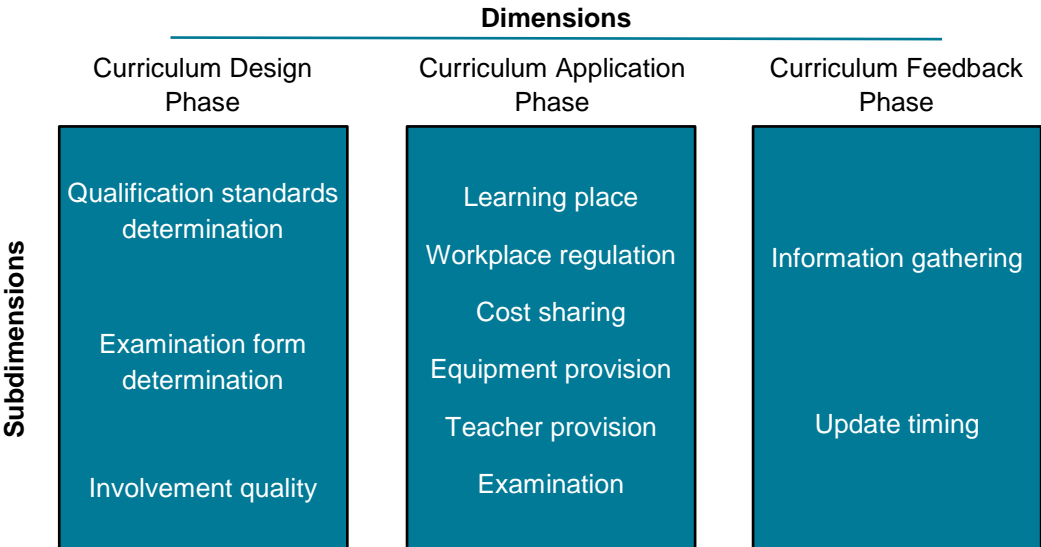 Dimensions
Curriculum Design
Phase
Curriculum Application
Phase
Curriculum Feedback
Phase
Subdimensions
Qualification standards
determination
Examination form
determination
Involvement quality
Learning place
Workplace regulation
Cost sharing
Equipment provision
Teacher provision
Examination
Information gathering
Update timing